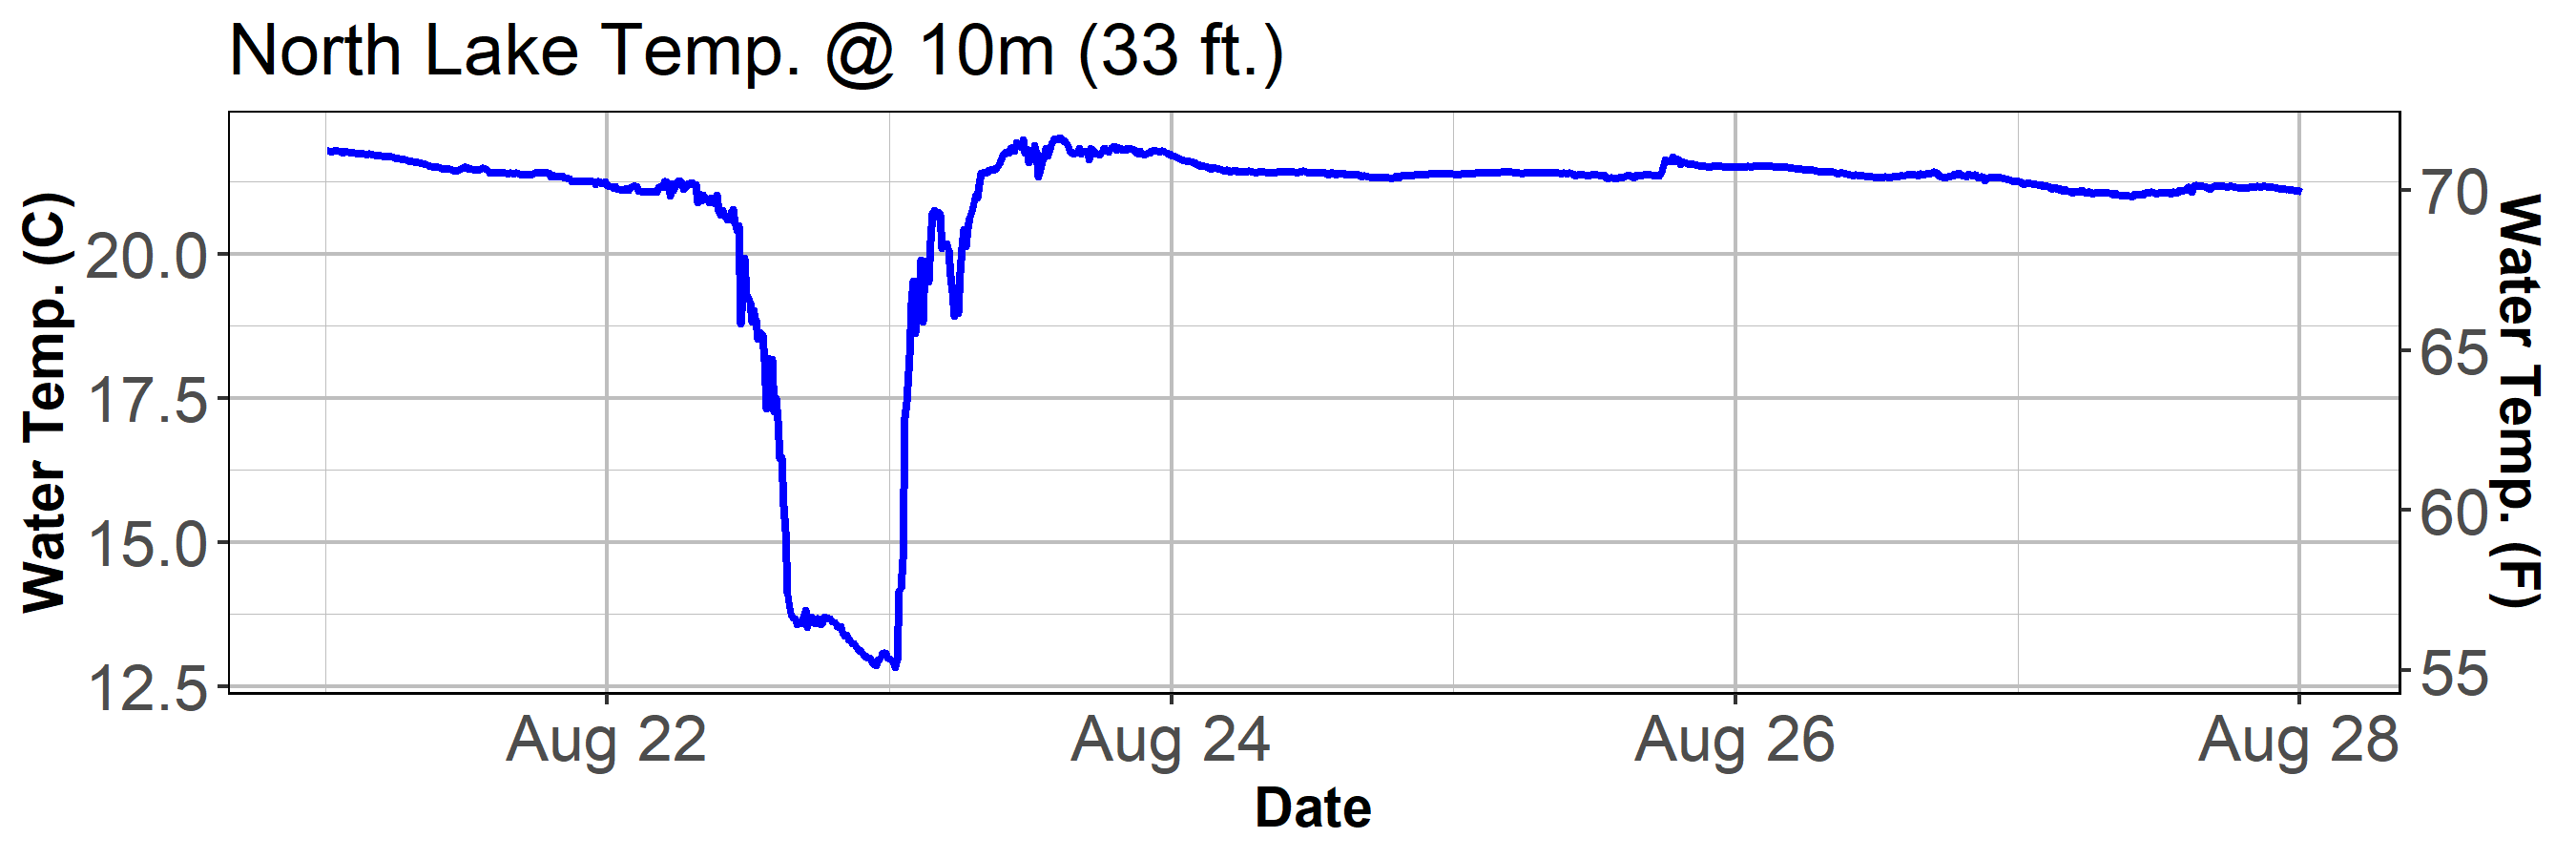 North Lake Temp. @ 10m (33 ft.)
Water Temp. (C)
20.0
17.5
15.0
12.5
70
65
60
55
Water Temp. (F)
Aug 22 Aug 24 Aug 26 Aug 28
Date